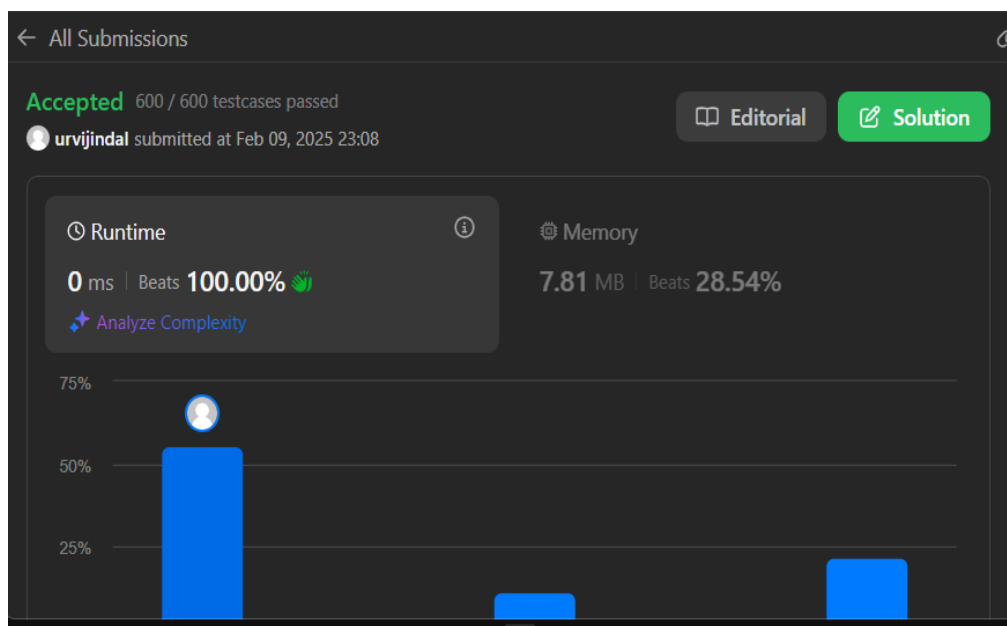 ← All Submissions
Accepted 600 / 600 testcases passed
urvijindal submitted at Feb 09, 2025 23:08
Editorial
Solution
Runtime
0 ms | Beats 100.00%
Analyze Complexity
Memory
7.81 MB | Beats 28.54%
75%
50%
25%